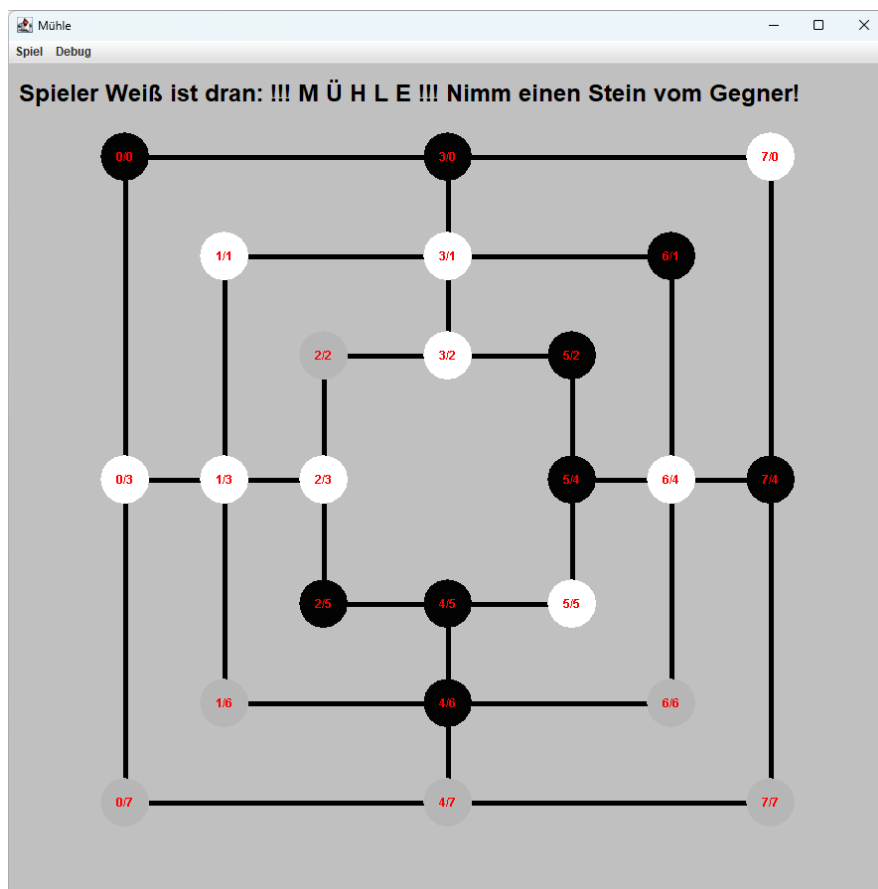 Mühle
Spiel Debug
Spieler Weiß ist dran: !!! M Ü H L E !!! Nimm einen Stein vom Gegner!
0/0 3/0 7/0
1/1 3/1 6/1
2/2 3/2 5/2
0/3 1/3 2/3 5/4 6/4 7/4
2/5 4/5 5/5
1/6 4/6 6/6
0/7 4/7 7/7